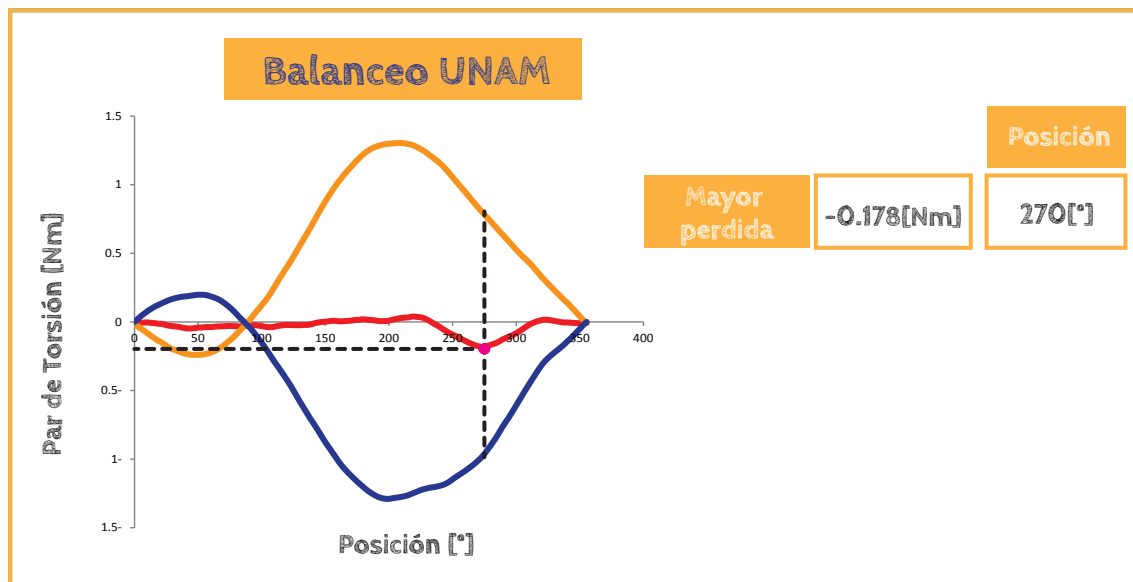 Balanceo UNAM
Par de Torsión [Nm]
1.5
1
0.5
0
0.5-
1-
1.5-
0 50 100 150 200 250 300 350 400
Posición [°]
Posición
Mayor
perdida
-0.178[Nm]
270[°]